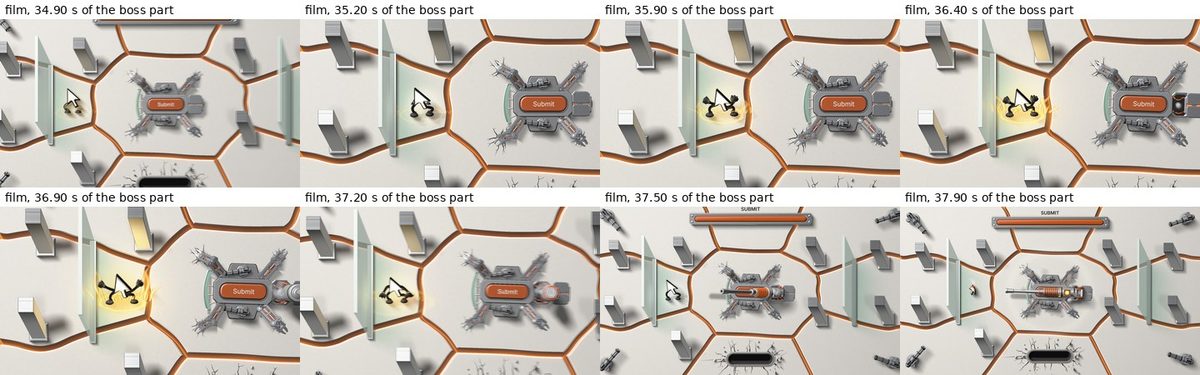 film, 34.90 s of the boss part
film, 35.20 s of the boss part
film, 35.90 s of the boss part
film, 36.40 s of the boss part
Submit
Submit
Submit
Submit
film, 36.90 s of the boss part
film, 37.20 s of the boss part
film, 37.50 s of the boss part
film, 37.90 s of the boss part
SUBMIT
SUBMIT
Submit
Submit